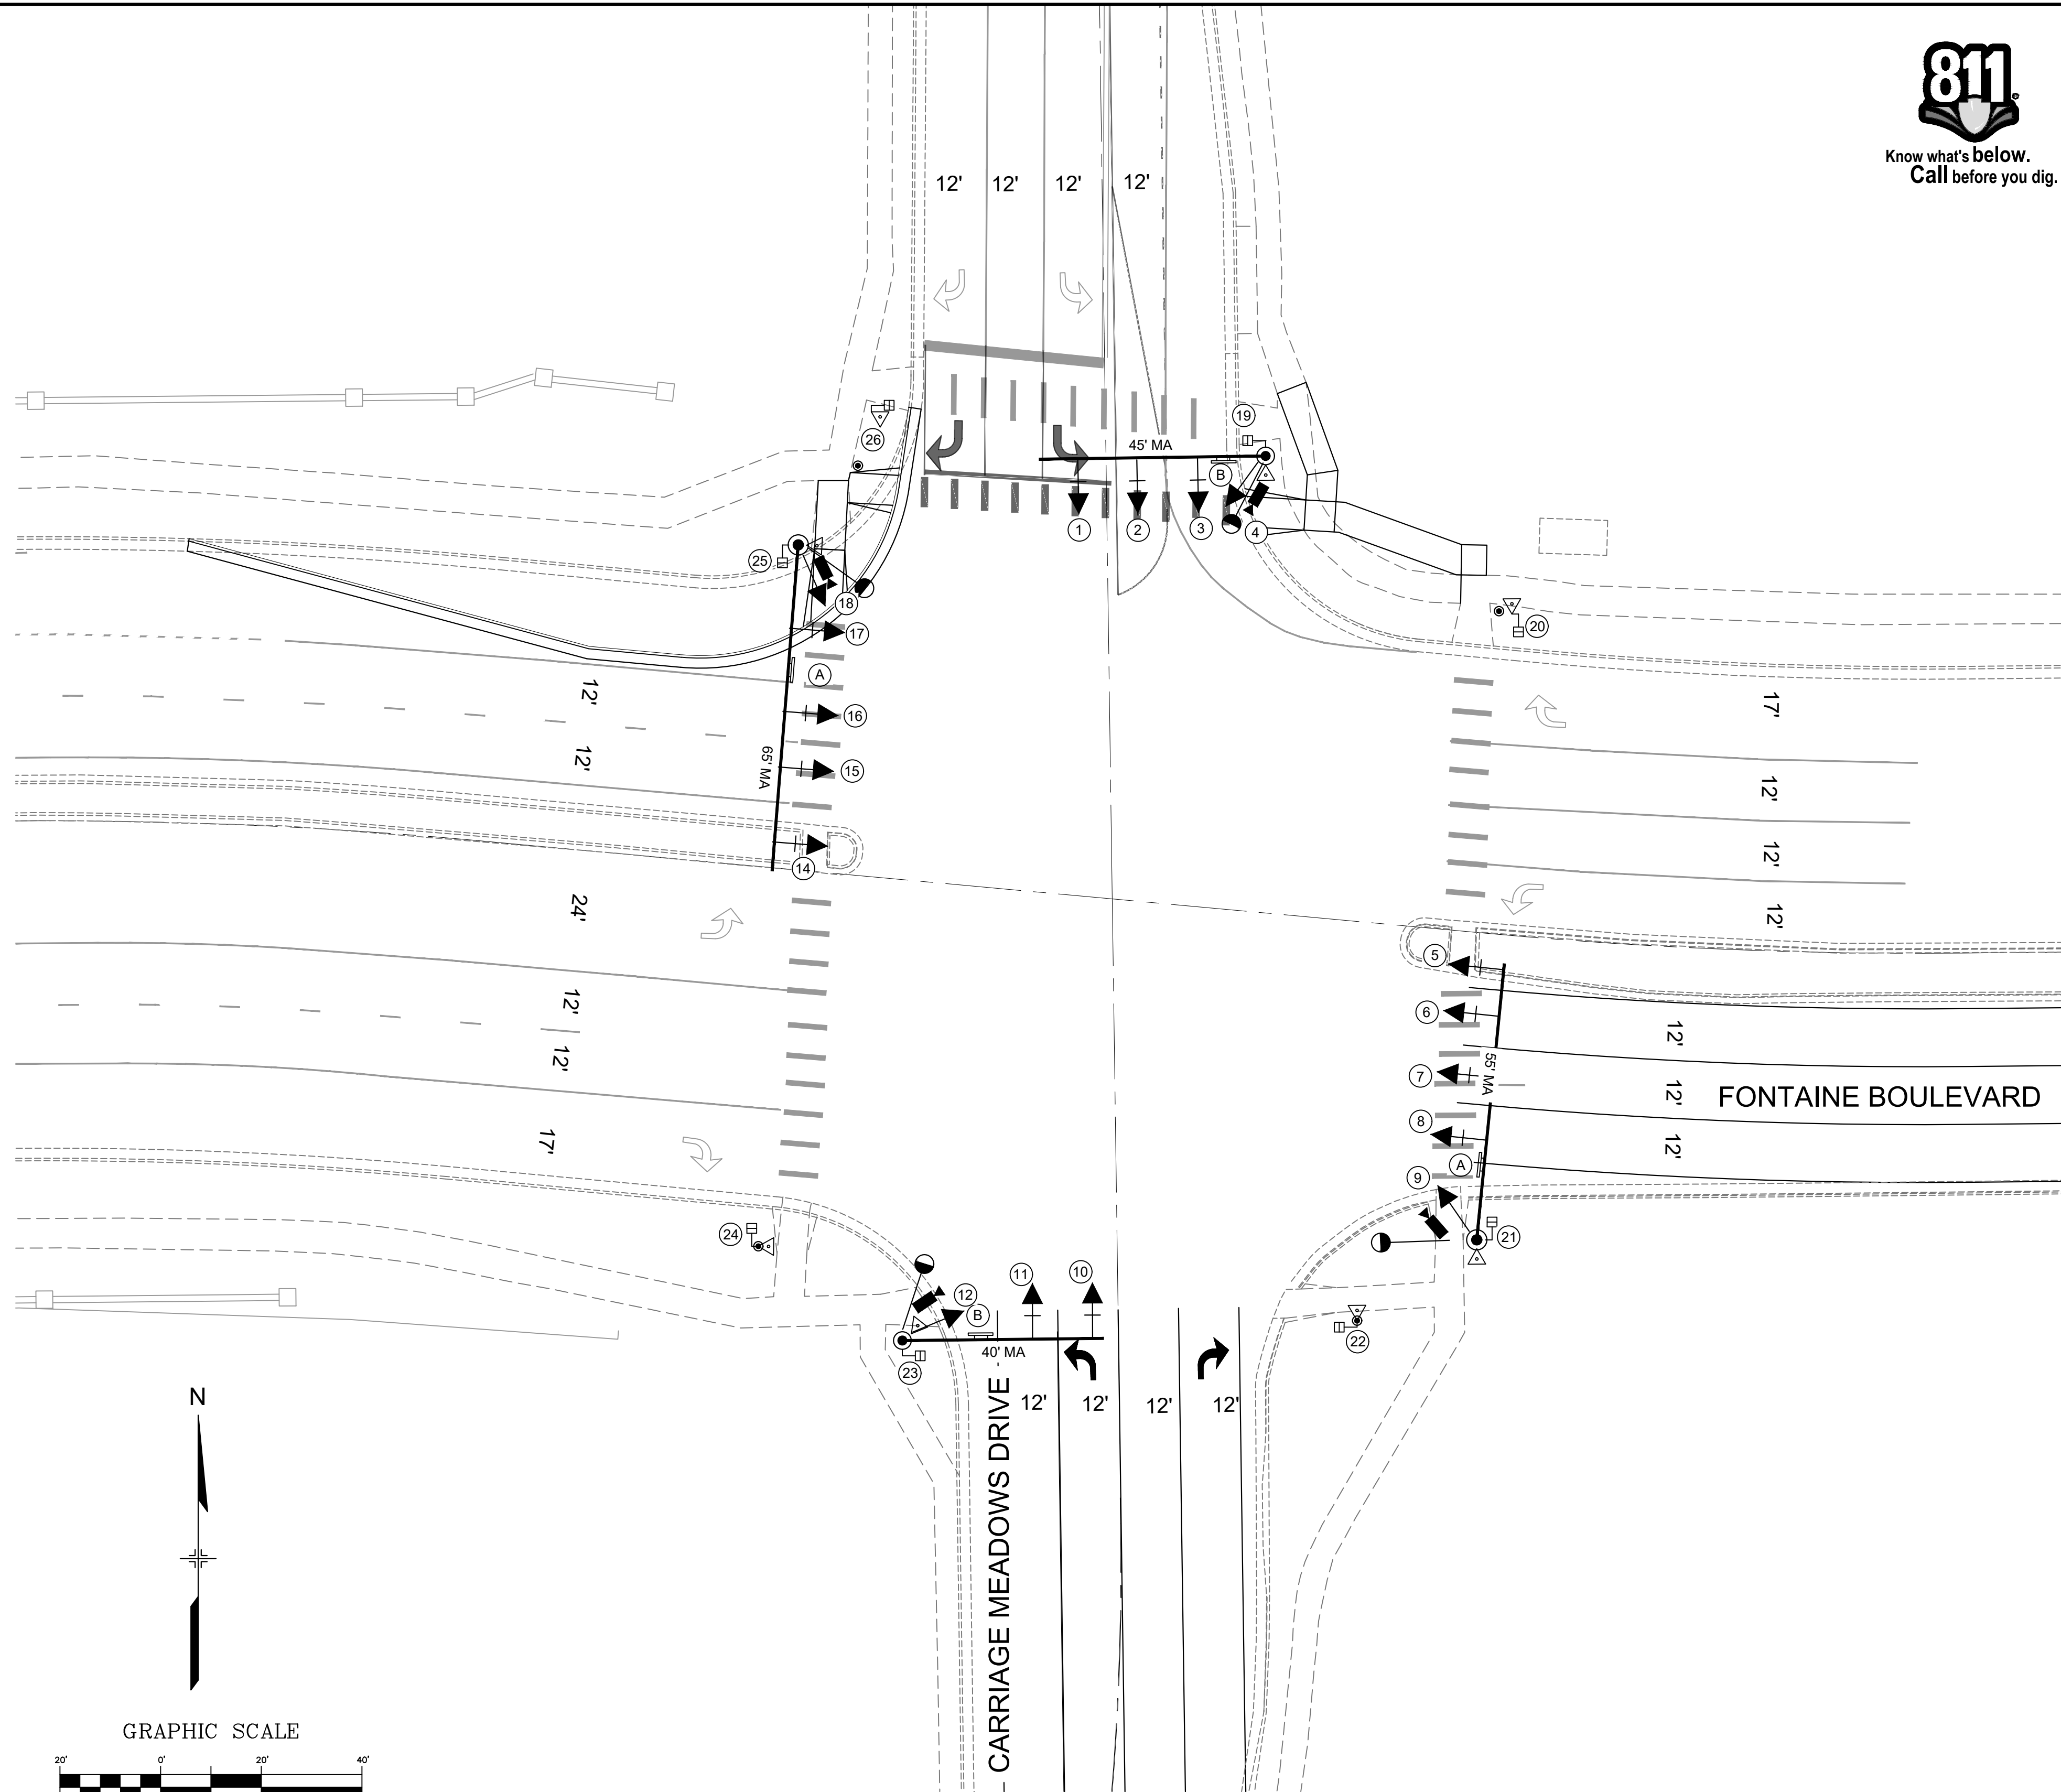 811
Know what's below.
Call before you dig.
12' 12' 12' 12'
19
26
45' MA
B
1 2 3 4
25
18
17
20
A
12'
16
17'
12'
65' MA
15
12'
14
12'
24'
12'
5
12'
6
12'
12'
55' MA
7
12'
FONTAINE BOULEVARD
8
17'
12'
A
9
24
21
11 10
12
B
22
40' MA
23
N
12' 12' 12' 12'
CARRIAGE MEADOWS DRIVE
GRAPHIC SCALE
20' 0' 20' 40'